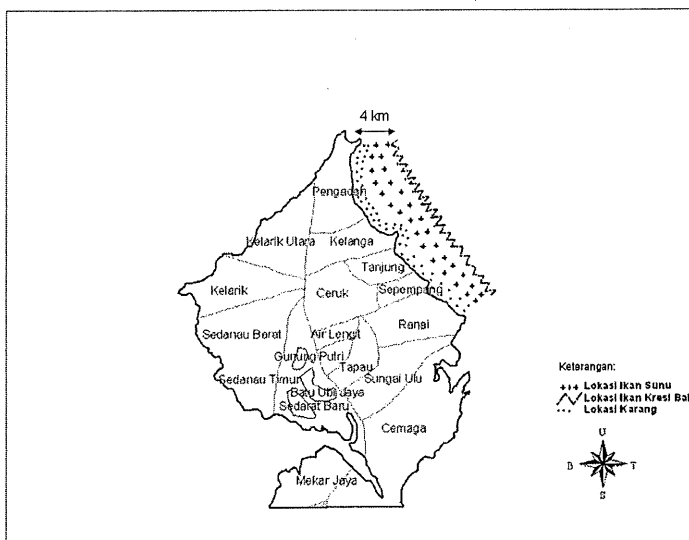 4 km
Pengadah
Kelarik Utara
Kelanga
Tanjung
Kelarik
Ceruk
Sepempang
Sedanau Barat
Air Lengit
Ranai
Gunung Putri
Tapau
Sedanau Timur
Sungai Ulu
Batu Ubi Jaya
Sedarat Baru
Cemaga
Mekar Jaya
Keterangan:
Lokasi Ikan Sunu
Lokasi Ikan Kresi Bali
Lokasi Karang
U
B T
S